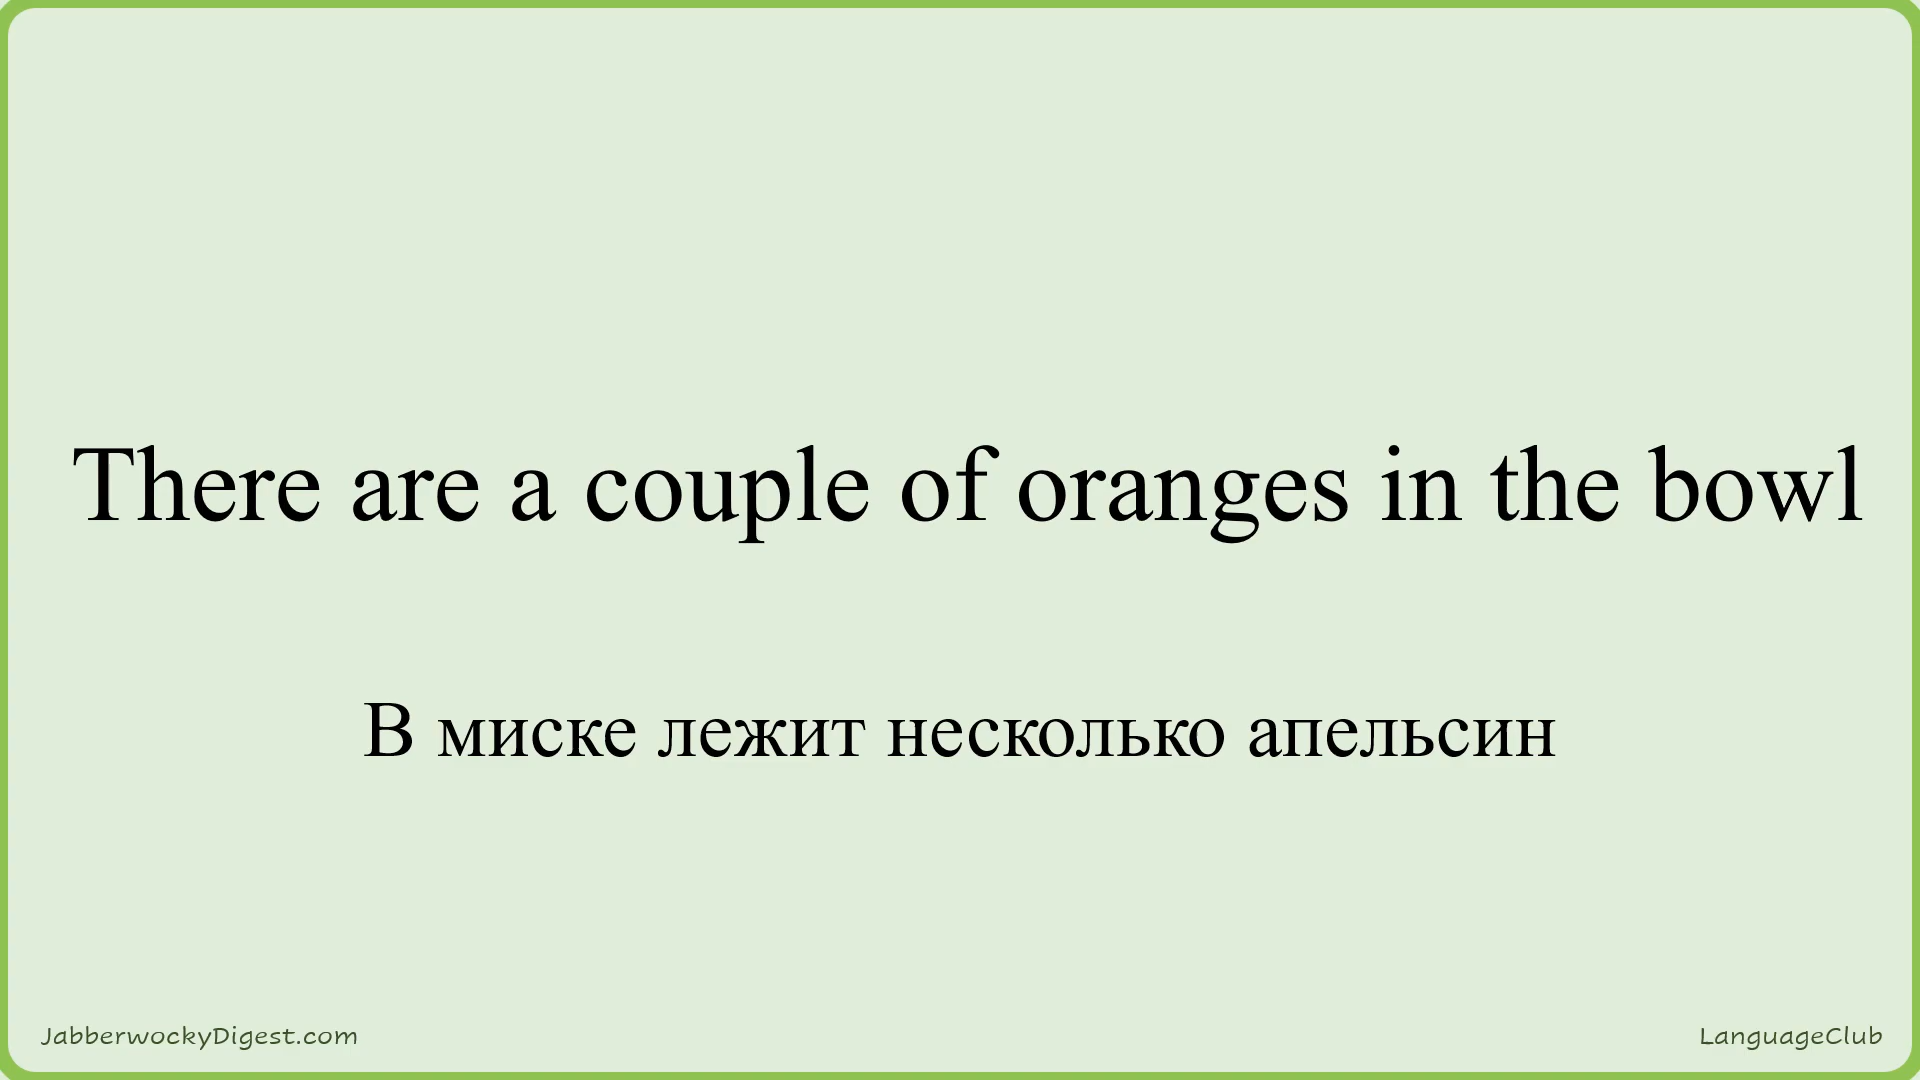 There are a couple of oranges in the bowl
В миске лежит несколько апельсин
JabberwockyDigest.com
LanguageClub